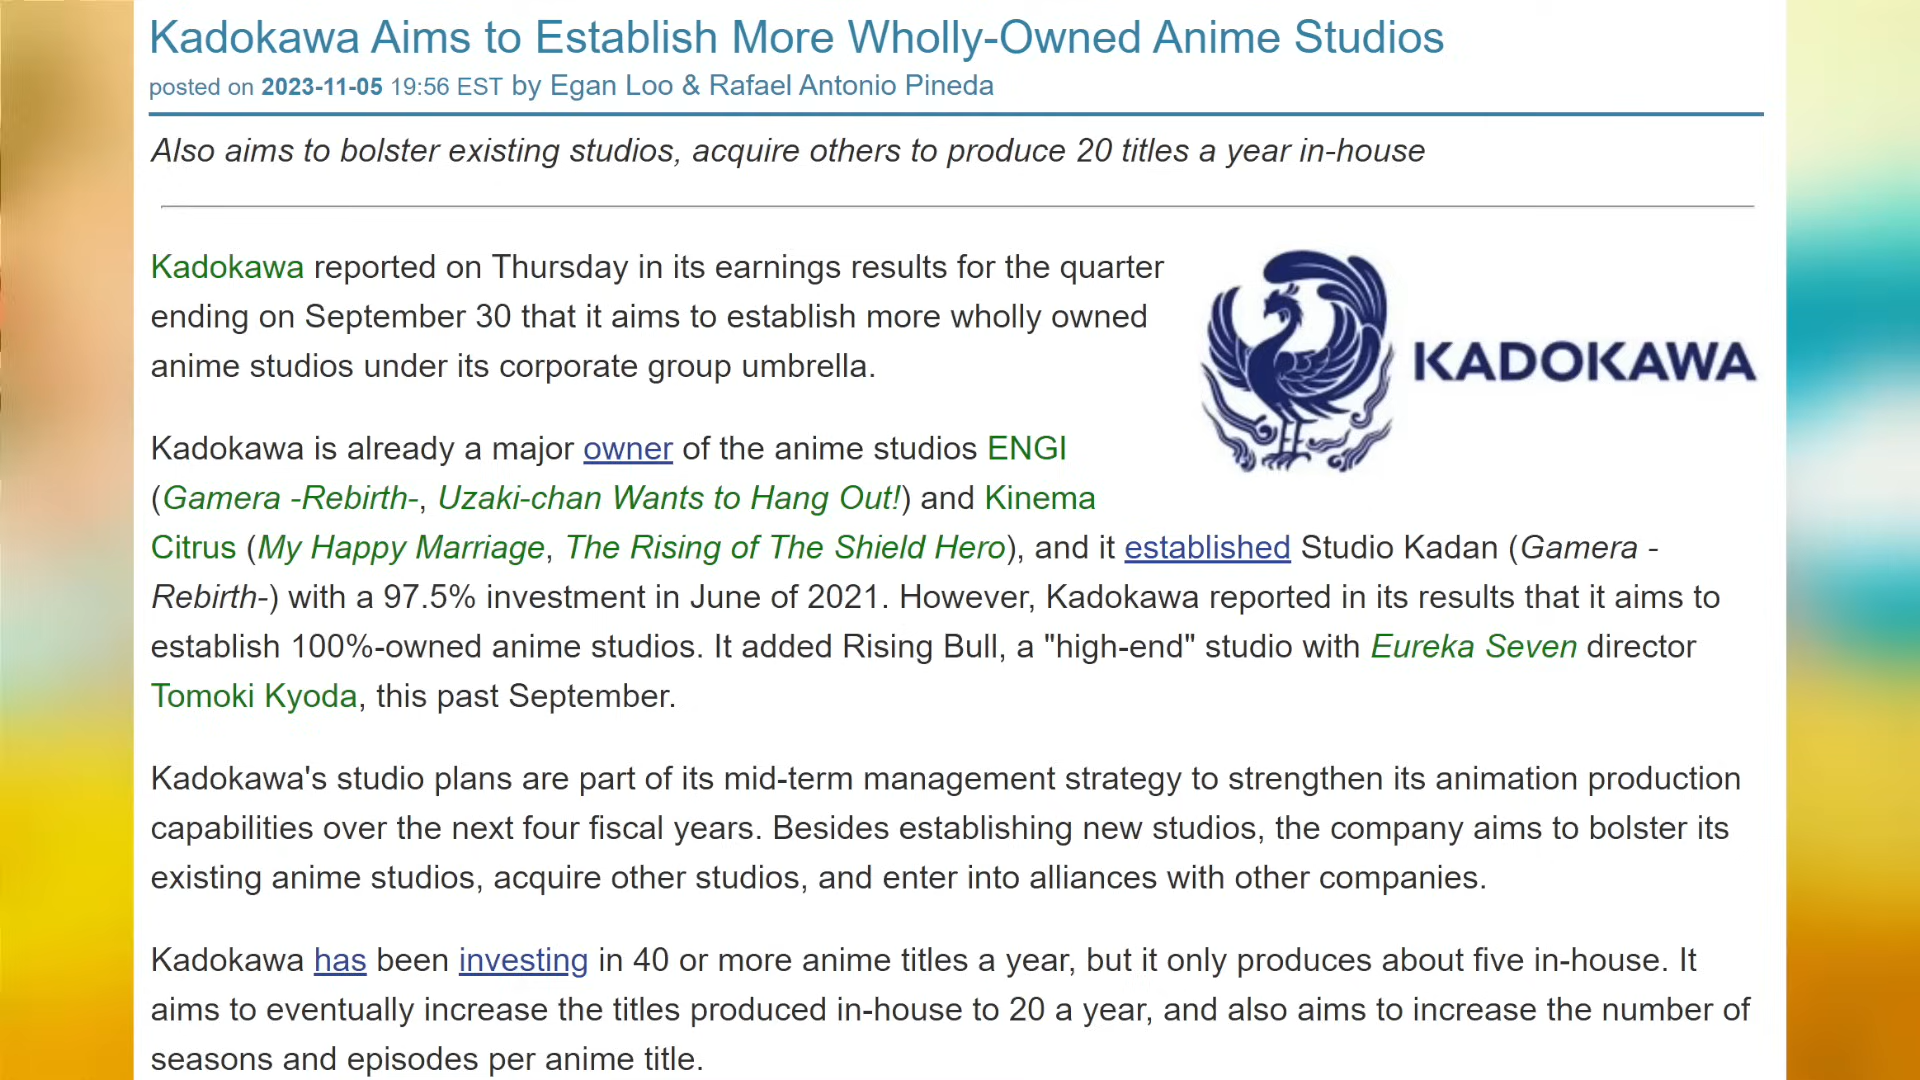 Kadokawa Aims to Establish More Wholly-Owned Anime Studios
posted on 2023-11-05 19:56 EST by Egan Loo & Rafael Antonio Pineda
Also aims to bolster existing studios, acquire others to produce 20 titles a year in-house
Kadokawa reported on Thursday in its earnings results for the quarter
ending on September 30 that it aims to establish more wholly owned
anime studios under its corporate group umbrella.
KADOKAWA
Kadokawa is already a major owner of the anime studios ENGI
(Gamera -Rebirth-, Uzaki-chan Wants to Hang Out!) and Kinema
Citrus (My Happy Marriage, The Rising of The Shield Hero), and it established Studio Kadan (Gamera -
Rebirth-) with a 97.5% investment in June of 2021. However, Kadokawa reported in its results that it aims to
establish 100%-owned anime studios. It added Rising Bull, a "high-end" studio with Eureka Seven director
Tomoki Kyoda, this past September.
Kadokawa's studio plans are part of its mid-term management strategy to strengthen its animation production
capabilities over the next four fiscal years. Besides establishing new studios, the company aims to bolster its
existing anime studios, acquire other studios, and enter into alliances with other companies.
Kadokawa has been investing in 40 or more anime titles a year, but it only produces about five in-house. It
aims to eventually increase the titles produced in-house to 20 a year, and also aims to increase the number of
seasons and episodes per anime title.